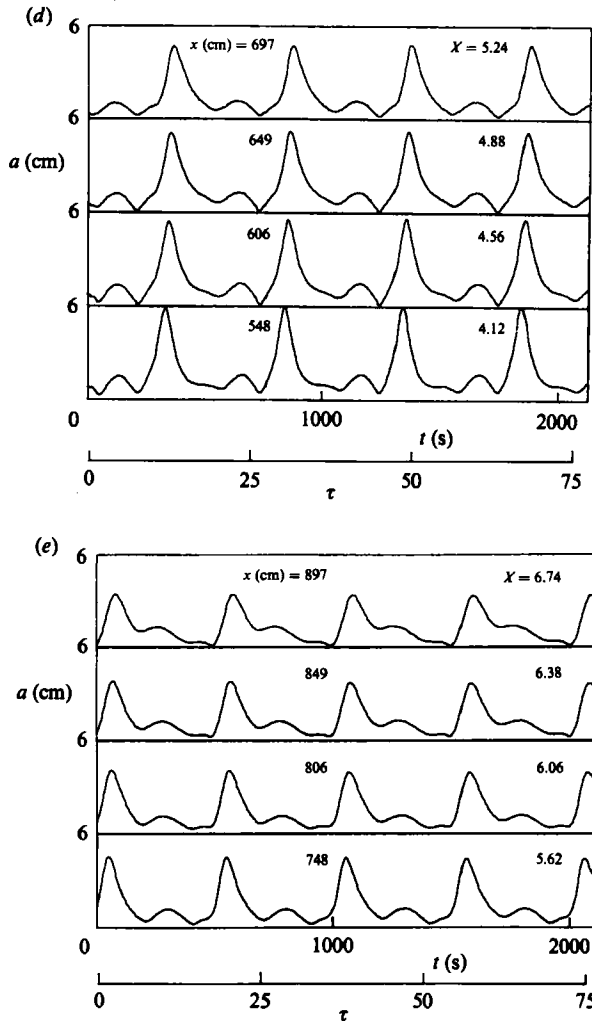 (d)
6
x (cm) = 697 X = 5.24
6
649 4.88
a (cm)
6
606 4.56
6
548 4.12
0 1000 2000
t (s)
0 25 50 75
τ
(e)
6
x (cm) = 897 X = 6.74
6
849 6.38
a (cm)
6
806 6.06
6
748 5.62
0 1000 2000
t (s)
0 25 50 75
τ